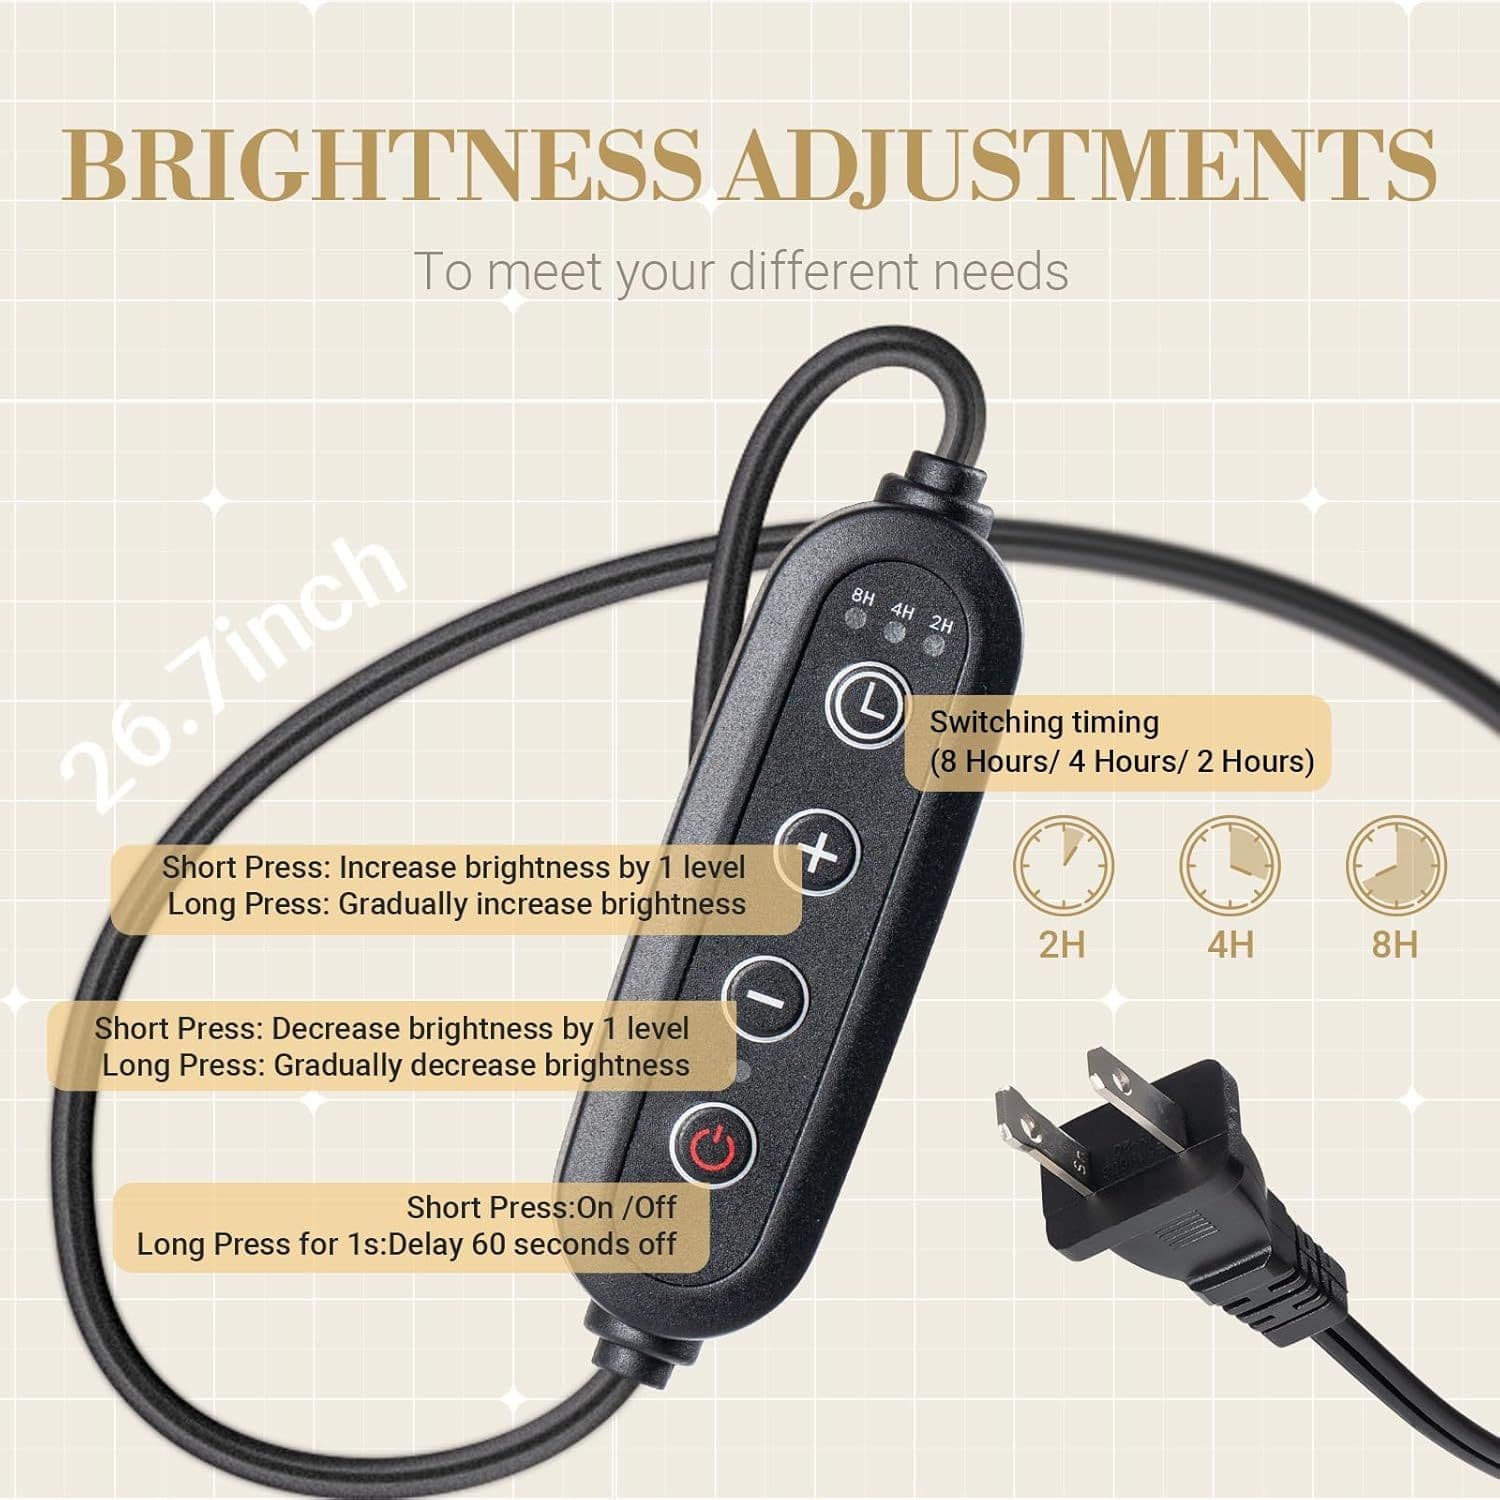 BRIGHTNESS ADJUSTMENTS
To meet your different needs
26.7inch
8H 4H 2H
Switching timing
(8 Hours/ 4 Hours/ 2 Hours)
2H 4H 8H
Short Press: Increase brightness by 1 level
Long Press: Gradually increase brightness
Short Press: Decrease brightness by 1 level
Long Press: Gradually decrease brightness
Short Press:On /Off
Long Press for 1s:Delay 60 seconds off